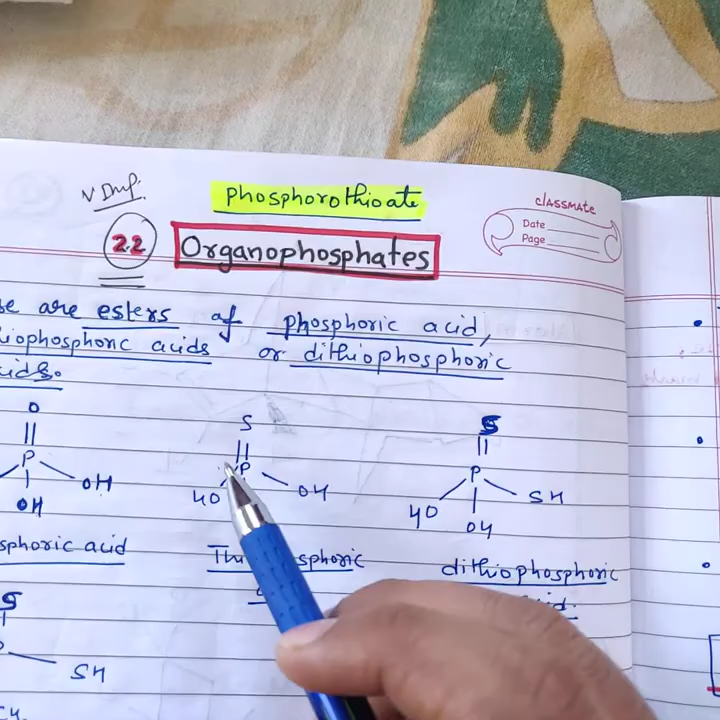 Phosphorothioate
V Imp.
classmate
Date
Page
22
Organophosphates
are esters of phosphoric acid,
acids or dithiophosphoric
O
||
P
OH
OH
S
||
P
HO
OH
S
||
P
HO
SH
OH
acid
dithiophosphoric
S
SH